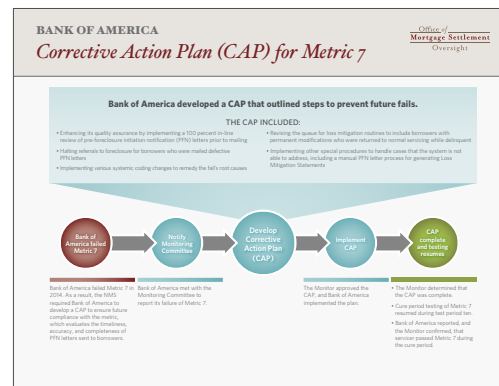 BANK OF AMERICA
Corrective Action Plan (CAP) for Metric 7
Office of
Mortgage Settlement
Oversight
Bank of America developed a CAP that outlined steps to prevent future fails.
THE CAP INCLUDED:
• Enhancing its quality assurance by implementing a 100 percent in-line
review of pre-foreclosure initiation notification (PFN) letters prior to mailing
• Halting referrals to foreclosure for borrowers who were mailed defective
PFN letters
• Implementing various systemic coding changes to remedy the fail's root causes
• Revising the queue for loss mitigation routines to include borrowers with
permanent modifications who were returned to normal servicing while delinquent
• Implementing other special procedures to handle cases that the system is not
able to address, including a manual PFN letter process for generating Loss
Mitigation Statements
Bank of
America failed
Metric 7
Notify
Monitoring
Committee
Develop
Corrective
Action Plan
(CAP)
Implement
CAP
CAP
complete
and testing
resumes
Bank of America failed Metric 7 in
2014. As a result, the NMS
required Bank of America to
develop a CAP to ensure future
compliance with the metric,
which evaluates the timeliness,
accuracy, and completeness of
PFN letters sent to borrowers.
Bank of America met with the
Monitoring Committee to
report its failure of Metric 7.
The Monitor approved the
CAP, and Bank of America
implemented the plan.
• The Monitor determined that
the CAP was complete.
• Cure period testing of Metric 7
resumed during test period ten.
• Bank of America reported, and
the Monitor confirmed, that
servicer passed Metric 7 during
the cure period.